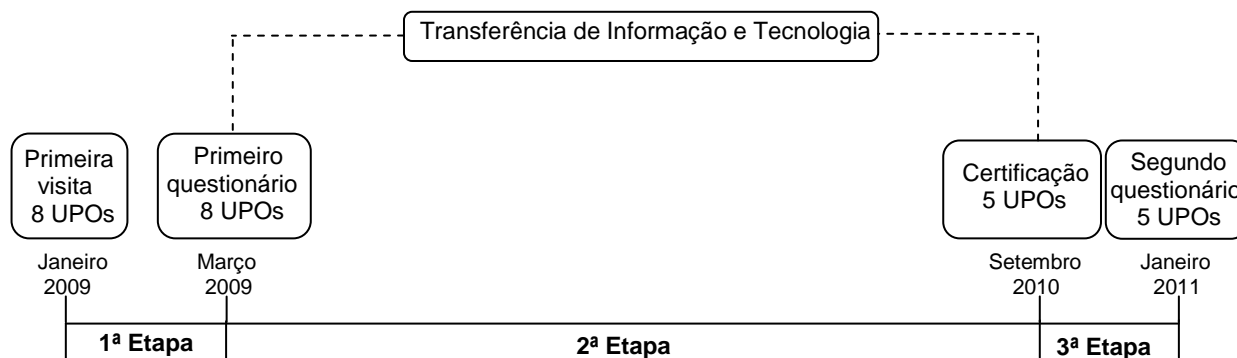 Transferência de Informação e Tecnologia
Primeira
visita
8 UPOs
Primeiro
questionário
8 UPOs
Certificação
5 UPOs
Segundo
questionário
5 UPOs
Janeiro
2009
Março
2009
Setembro
2010
Janeiro
2011
1ª Etapa
2ª Etapa
3ª Etapa